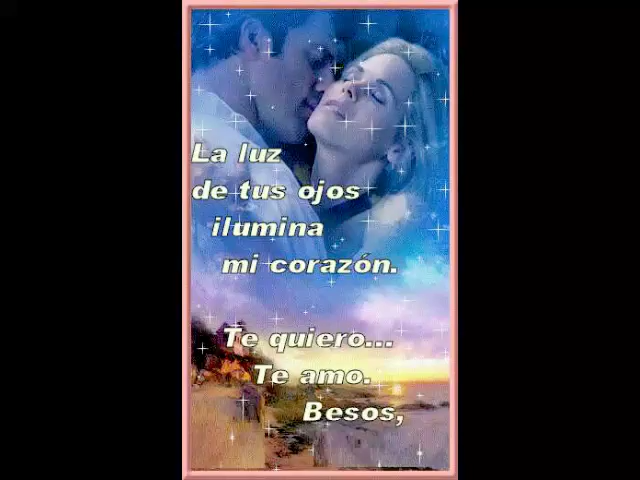 La luz
de tus ojos
ilumina
mi corazón.
Te quiero...
Te amo.
Besos,